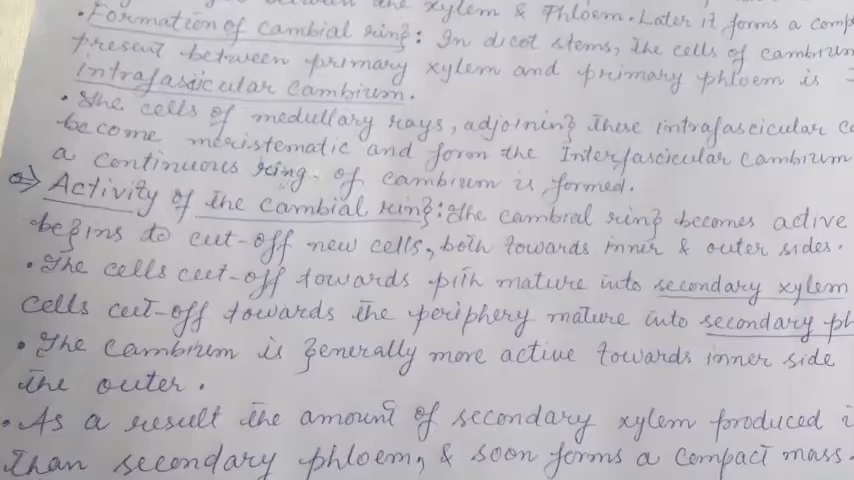 the xylem & Phloem. Later it forms a comp
• Formation of cambial ring: In dicot stems, the cells of cambium
present between primary xylem and primary phloem is
intrafascicular cambium.
• The cells of medullary rays, adjoining these intrafascicular ca
become meristematic and form the Interfascicular cambium
a continuous ring of cambium is formed.
⇒ Activity of the cambial ring: The cambial ring becomes active
begins to cut-off new cells, both towards inner & outer sides.
• The cells cut-off towards pith mature into secondary xylem
cells cut-off towards the periphery mature into secondary ph
• The cambium is generally more active towards inner side
the outer.
• As a result the amount of secondary xylem produced i
than secondary phloem, & soon forms a compact mass.